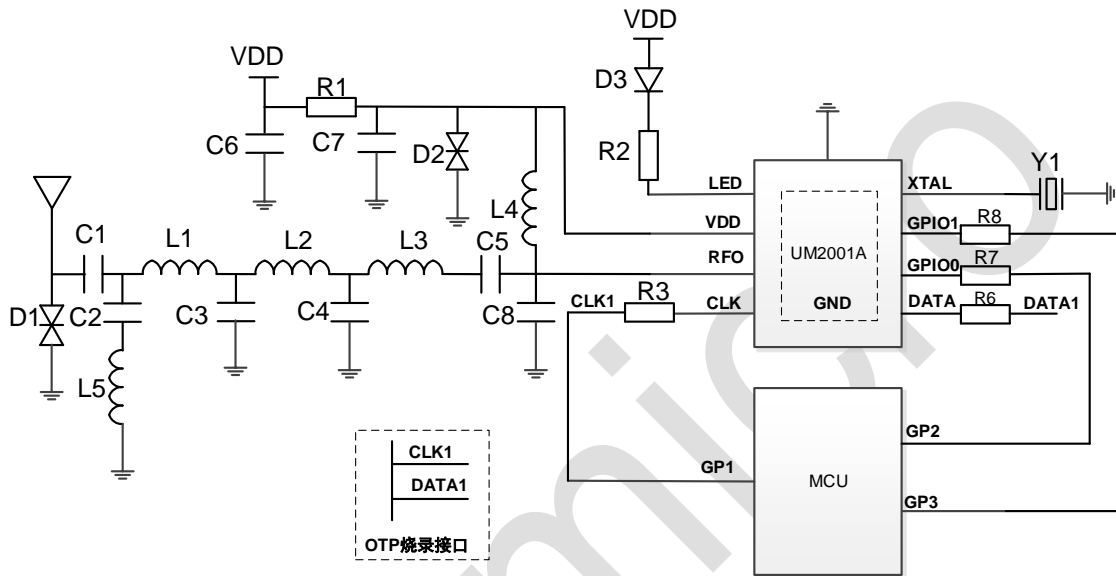 VDD
VDD
D3
R1
C6
C7
D2
R2
Y1
LED
XTAL
L4
VDD
GPIO1
R8
C1
L1
L2
L3
C5
RFO
UM2001A
GPIO0
R7
D1
C2
C3
C4
C8
CLK1
R3
CLK
GND
DATA
R6
DATA1
L5
CLK1
DATA1
OTP烧录接口
GP1
MCU
GP2
GP3
micro